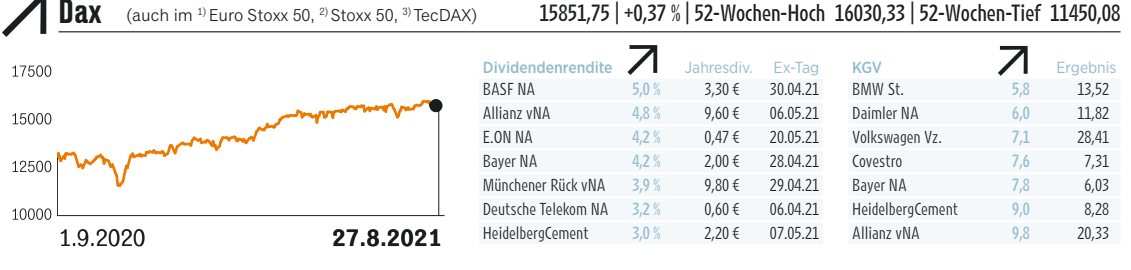 Dax (auch im 1) Euro Stoxx 50, 2) Stoxx 50, 3) TecDAX) 15851,75 | +0,37 % | 52-Wochen-Hoch 16030,33 | 52-Wochen-Tief 11450,08
17500
15000
12500
10000
1.9.2020 27.8.2021
Dividendenrendite Jahresdiv. Ex-Tag
BASF NA 5,0 % 3,30 € 30.04.21
Allianz vNA 4,8 % 9,60 € 06.05.21
E.ON NA 4,2 % 0,47 € 20.05.21
Bayer NA 4,2 % 2,00 € 28.04.21
Münchener Rück vNA 3,9 % 9,80 € 29.04.21
Deutsche Telekom NA 3,2 % 0,60 € 06.04.21
HeidelbergCement 3,0 % 2,20 € 07.05.21
KGV Ergebnis
BMW St. 5,8 13,52
Daimler NA 6,0 11,82
Volkswagen Vz. 7,1 28,41
Covestro 7,6 7,31
Bayer NA 7,8 6,03
HeidelbergCement 9,0 8,28
Allianz vNA 9,8 20,33